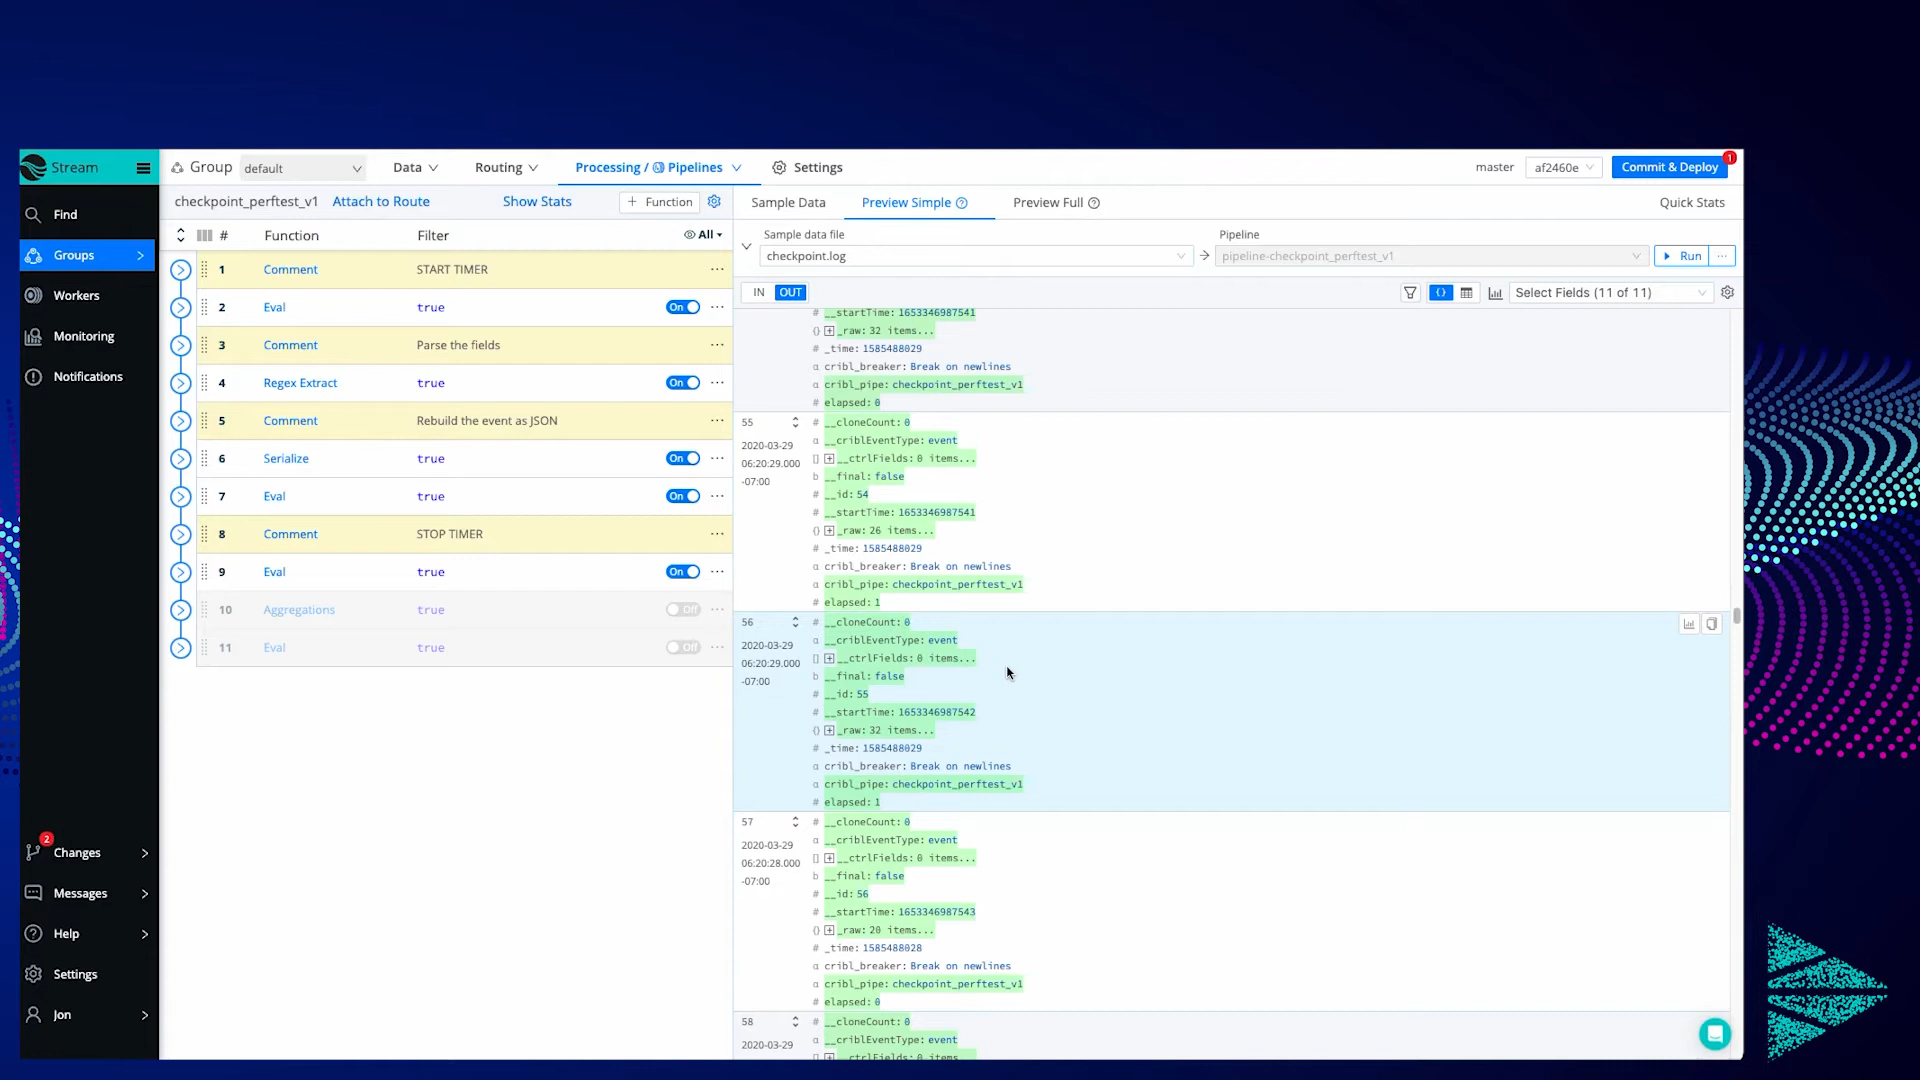 Stream
Group default Data Routing Processing / Pipelines Settings master af2460e Commit & Deploy 1
checkpoint_perftest_v1 Attach to Route Show Stats + Function
# Function Filter All
1 Comment START TIMER
2 Eval true On
3 Comment Parse the fields
4 Regex Extract true On
5 Comment Rebuild the event as JSON
6 Serialize true On
7 Eval true On
8 Comment STOP TIMER
9 Eval true On
10 Aggregations true Off
11 Eval true Off
Find
Groups
Workers
Monitoring
Notifications
2
Changes
Messages
Help
Settings
Jon
Sample Data Preview Simple Preview Full Quick Stats
Sample data file Pipeline
checkpoint.log pipeline-checkpoint_perftest_v1 Run
IN OUT Select Fields (11 of 11)
# __startTime: 1653346987541
{} + _raw: 32 items...
# _time: 1585488029
α cribl_breaker: Break on newlines
α cribl_pipe: checkpoint_perftest_v1
# elapsed: 0
55
2020-03-29
06:20:29.000
-07:00
# __cloneCount: 0
α __criblEventType: event
[] + __ctrlFields: 0 items...
b __final: false
# __id: 54
# __startTime: 1653346987541
{} + _raw: 26 items...
# _time: 1585488029
α cribl_breaker: Break on newlines
α cribl_pipe: checkpoint_perftest_v1
# elapsed: 1
56
2020-03-29
06:20:29.000
-07:00
# __cloneCount: 0
α __criblEventType: event
[] + __ctrlFields: 0 items...
b __final: false
# __id: 55
# __startTime: 1653346987542
{} + _raw: 32 items...
# _time: 1585488029
α cribl_breaker: Break on newlines
α cribl_pipe: checkpoint_perftest_v1
# elapsed: 1
57
2020-03-29
06:20:28.000
-07:00
# __cloneCount: 0
α __criblEventType: event
[] + __ctrlFields: 0 items...
b __final: false
# __id: 56
# __startTime: 1653346987543
{} + _raw: 20 items...
# _time: 1585488028
α cribl_breaker: Break on newlines
α cribl_pipe: checkpoint_perftest_v1
# elapsed: 0
58
2020-03-29
# __cloneCount: 0
α __criblEventType: event
[] + __ctrlFields: 0 items...